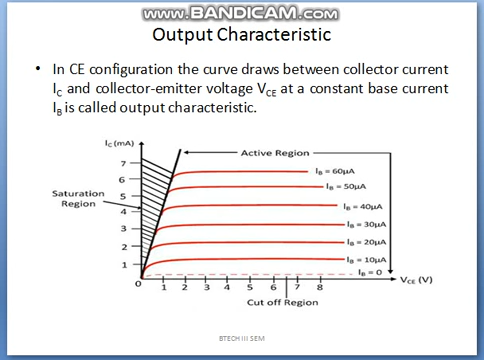 www.BANDICAM.com
Output Characteristic
• In CE configuration the curve draws between collector current
IC and collector-emitter voltage VCE at a constant base current
IB is called output characteristic.
IC (mA)
Active Region
7
6
5
4
3
2
1
0
Saturation
Region
IB = 60μA
IB = 50μA
IB = 40μA
IB = 30μA
IB = 20μA
IB = 10μA
IB = 0
1 2 3 4 5 6 7 8
VCE (V)
Cut off Region
BTECH III SEM